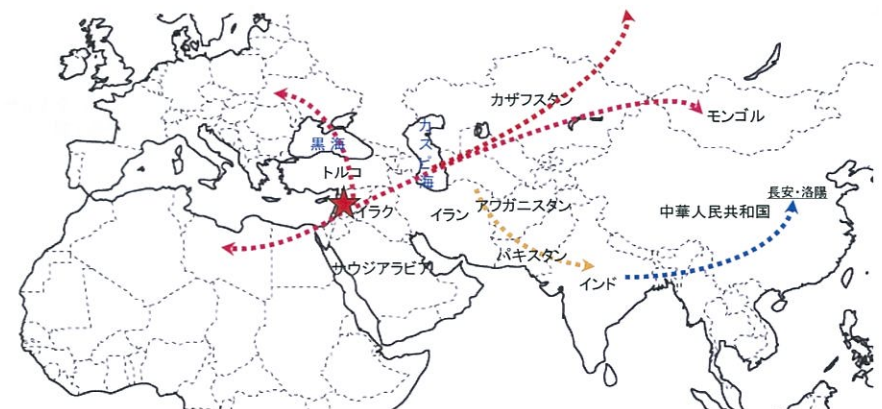 カザフスタン
モンゴル
黒海
カスピ海
トルコ
長安・洛陽
イラク
イラン
アフガニスタン
中華人民共和国
パキスタン
サウジアラビア
インド